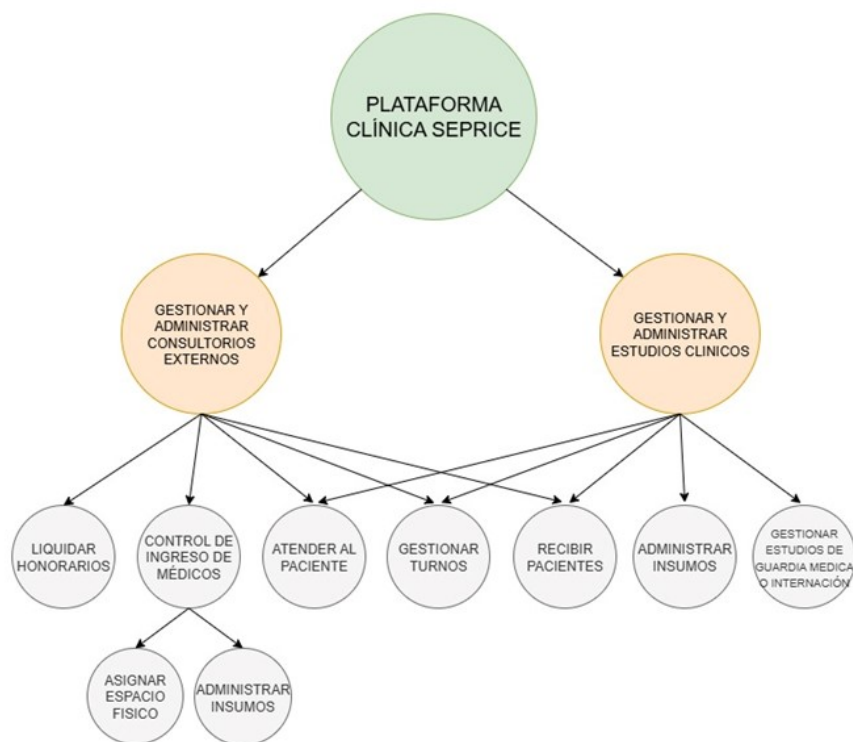 PLATAFORMA
CLÍNICA SEPRICE
GESTIONAR Y
ADMINISTRAR
CONSULTORIOS
EXTERNOS
GESTIONAR Y
ADMINISTRAR
ESTUDIOS CLINICOS
LIQUIDAR
HONORARIOS
CONTROL DE
INGRESO DE
MÉDICOS
ATENDER AL
PACIENTE
GESTIONAR
TURNOS
RECIBIR
PACIENTES
ADMINISTRAR
INSUMOS
GESTIONAR
ESTUDIOS DE
GUARDIA MEDICA
O INTERNACIÓN
ASIGNAR
ESPACIO
FISICO
ADMINISTRAR
INSUMOS